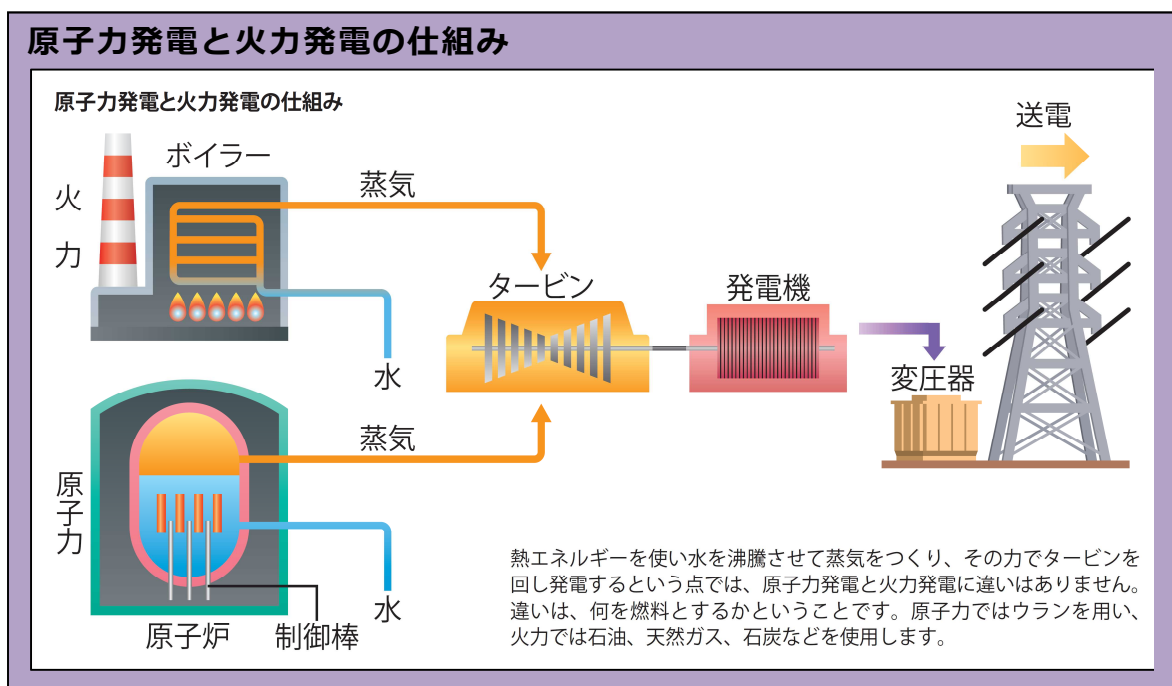 原子力発電と火力発電の仕組み
原子力発電と火力発電の仕組み
火力
ボイラー
蒸気
水
タービン
発電機
変圧器
送電
原子力
蒸気
水
原子炉
制御棒
熱エネルギーを使い水を沸騰させて蒸気をつくり、その力でタービンを
回し発電するという点では、原子力発電と火力発電に違いはありません。
違いは、何を燃料とするかということです。原子力ではウランを用い、
火力では石油、天然ガス、石炭などを使用します。